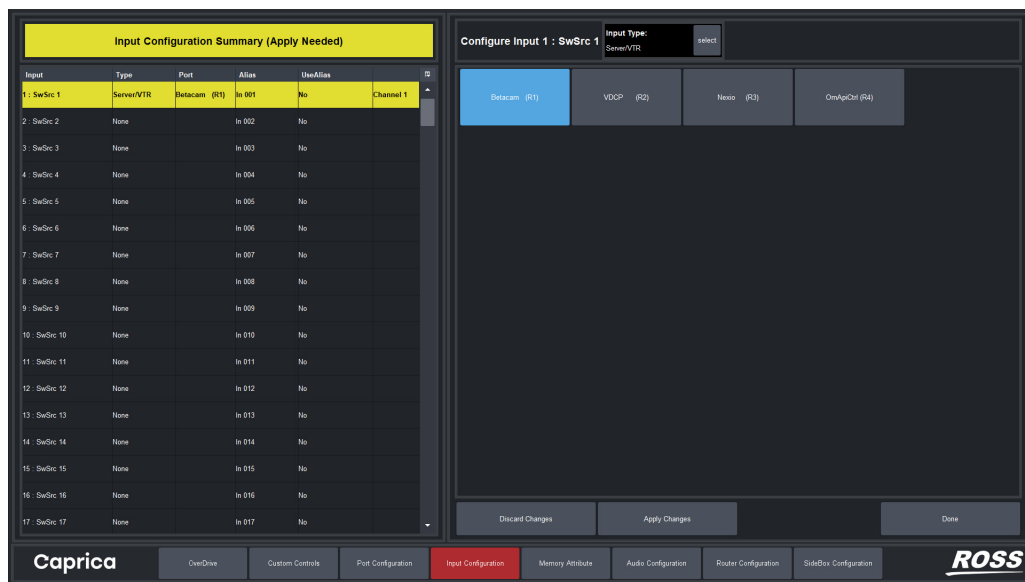 Input Configuration Summary (Apply Needed)
Input Type Port Alias UseAlias
1 : SwSrc 1 Server/VTR Betacam (R1) In 001 No Channel 1
2 : SwSrc 2 None In 002 No
3 : SwSrc 3 None In 003 No
4 : SwSrc 4 None In 004 No
5 : SwSrc 5 None In 005 No
6 : SwSrc 6 None In 006 No
7 : SwSrc 7 None In 007 No
8 : SwSrc 8 None In 008 No
9 : SwSrc 9 None In 009 No
10 : SwSrc 10 None In 010 No
11 : SwSrc 11 None In 011 No
12 : SwSrc 12 None In 012 No
13 : SwSrc 13 None In 013 No
14 : SwSrc 14 None In 014 No
15 : SwSrc 15 None In 015 No
16 : SwSrc 16 None In 016 No
17 : SwSrc 17 None In 017 No
Configure Input 1 : SwSrc 1
Input Type:
Server/VTR
select
Betacam (R1) VDCP (R2) Nexio (R3) OmApiCtrl (R4)
Discard Changes Apply Changes Done
Caprica OverDrive Custom Controls Port Configuration Input Configuration Memory Attribute Audio Configuration Router Configuration SideBox Configuration ROSS